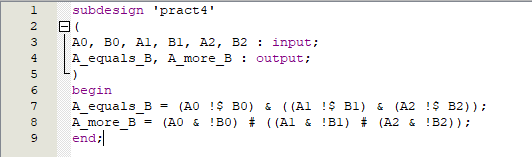 1 subdesign 'pract4'
2 (
3 A0, B0, A1, B1, A2, B2 : input;
4 A_equals_B, A_more_B : output;
5 )
6 begin
7 A_equals_B = (A0 !$ B0) & ((A1 !$ B1) & (A2 !$ B2));
8 A_more_B = (A0 & !B0) # ((A1 & !B1) # (A2 & !B2));
9 end;